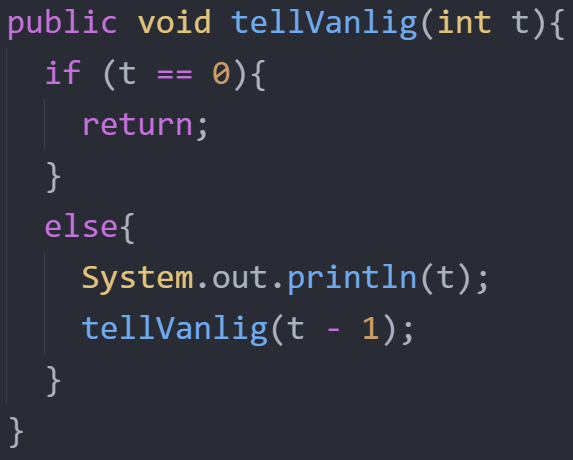 public void tellVanlig(int t){
  if (t == 0){
    return;
  }
  else{
    System.out.println(t);
    tellVanlig(t - 1);
  }
}